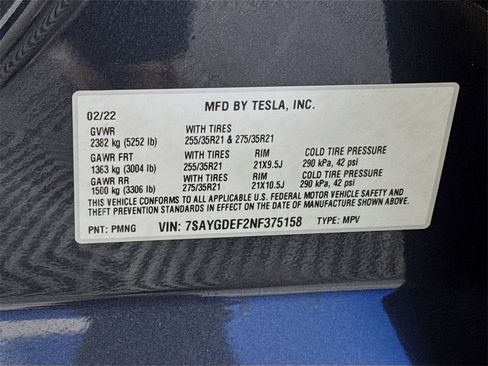 02/22 MFD BY TESLA, INC.
GVWR WITH TIRES
2382 kg (5252 lb) 255/35R21 & 275/35R21
GAWR FRT WITH TIRES RIM COLD TIRE PRESSURE
1363 kg (3004 lb) 255/35R21 21X9.5J 290 kPa, 42 psi
GAWR RR WITH TIRES RIM COLD TIRE PRESSURE
1500 kg (3306 lb) 275/35R21 21X10.5J 290 kPa, 42 psi
THIS VEHICLE CONFORMS TO ALL APPLICABLE U.S. FEDERAL MOTOR VEHICLE SAFETY AND
THEFT PREVENTION STANDARDS IN EFFECT ON THE DATE OF MANUFACTURE SHOWN ABOVE.
PNT: PMNG VIN: 7SAYGDEF2NF375158 TYPE: MPV